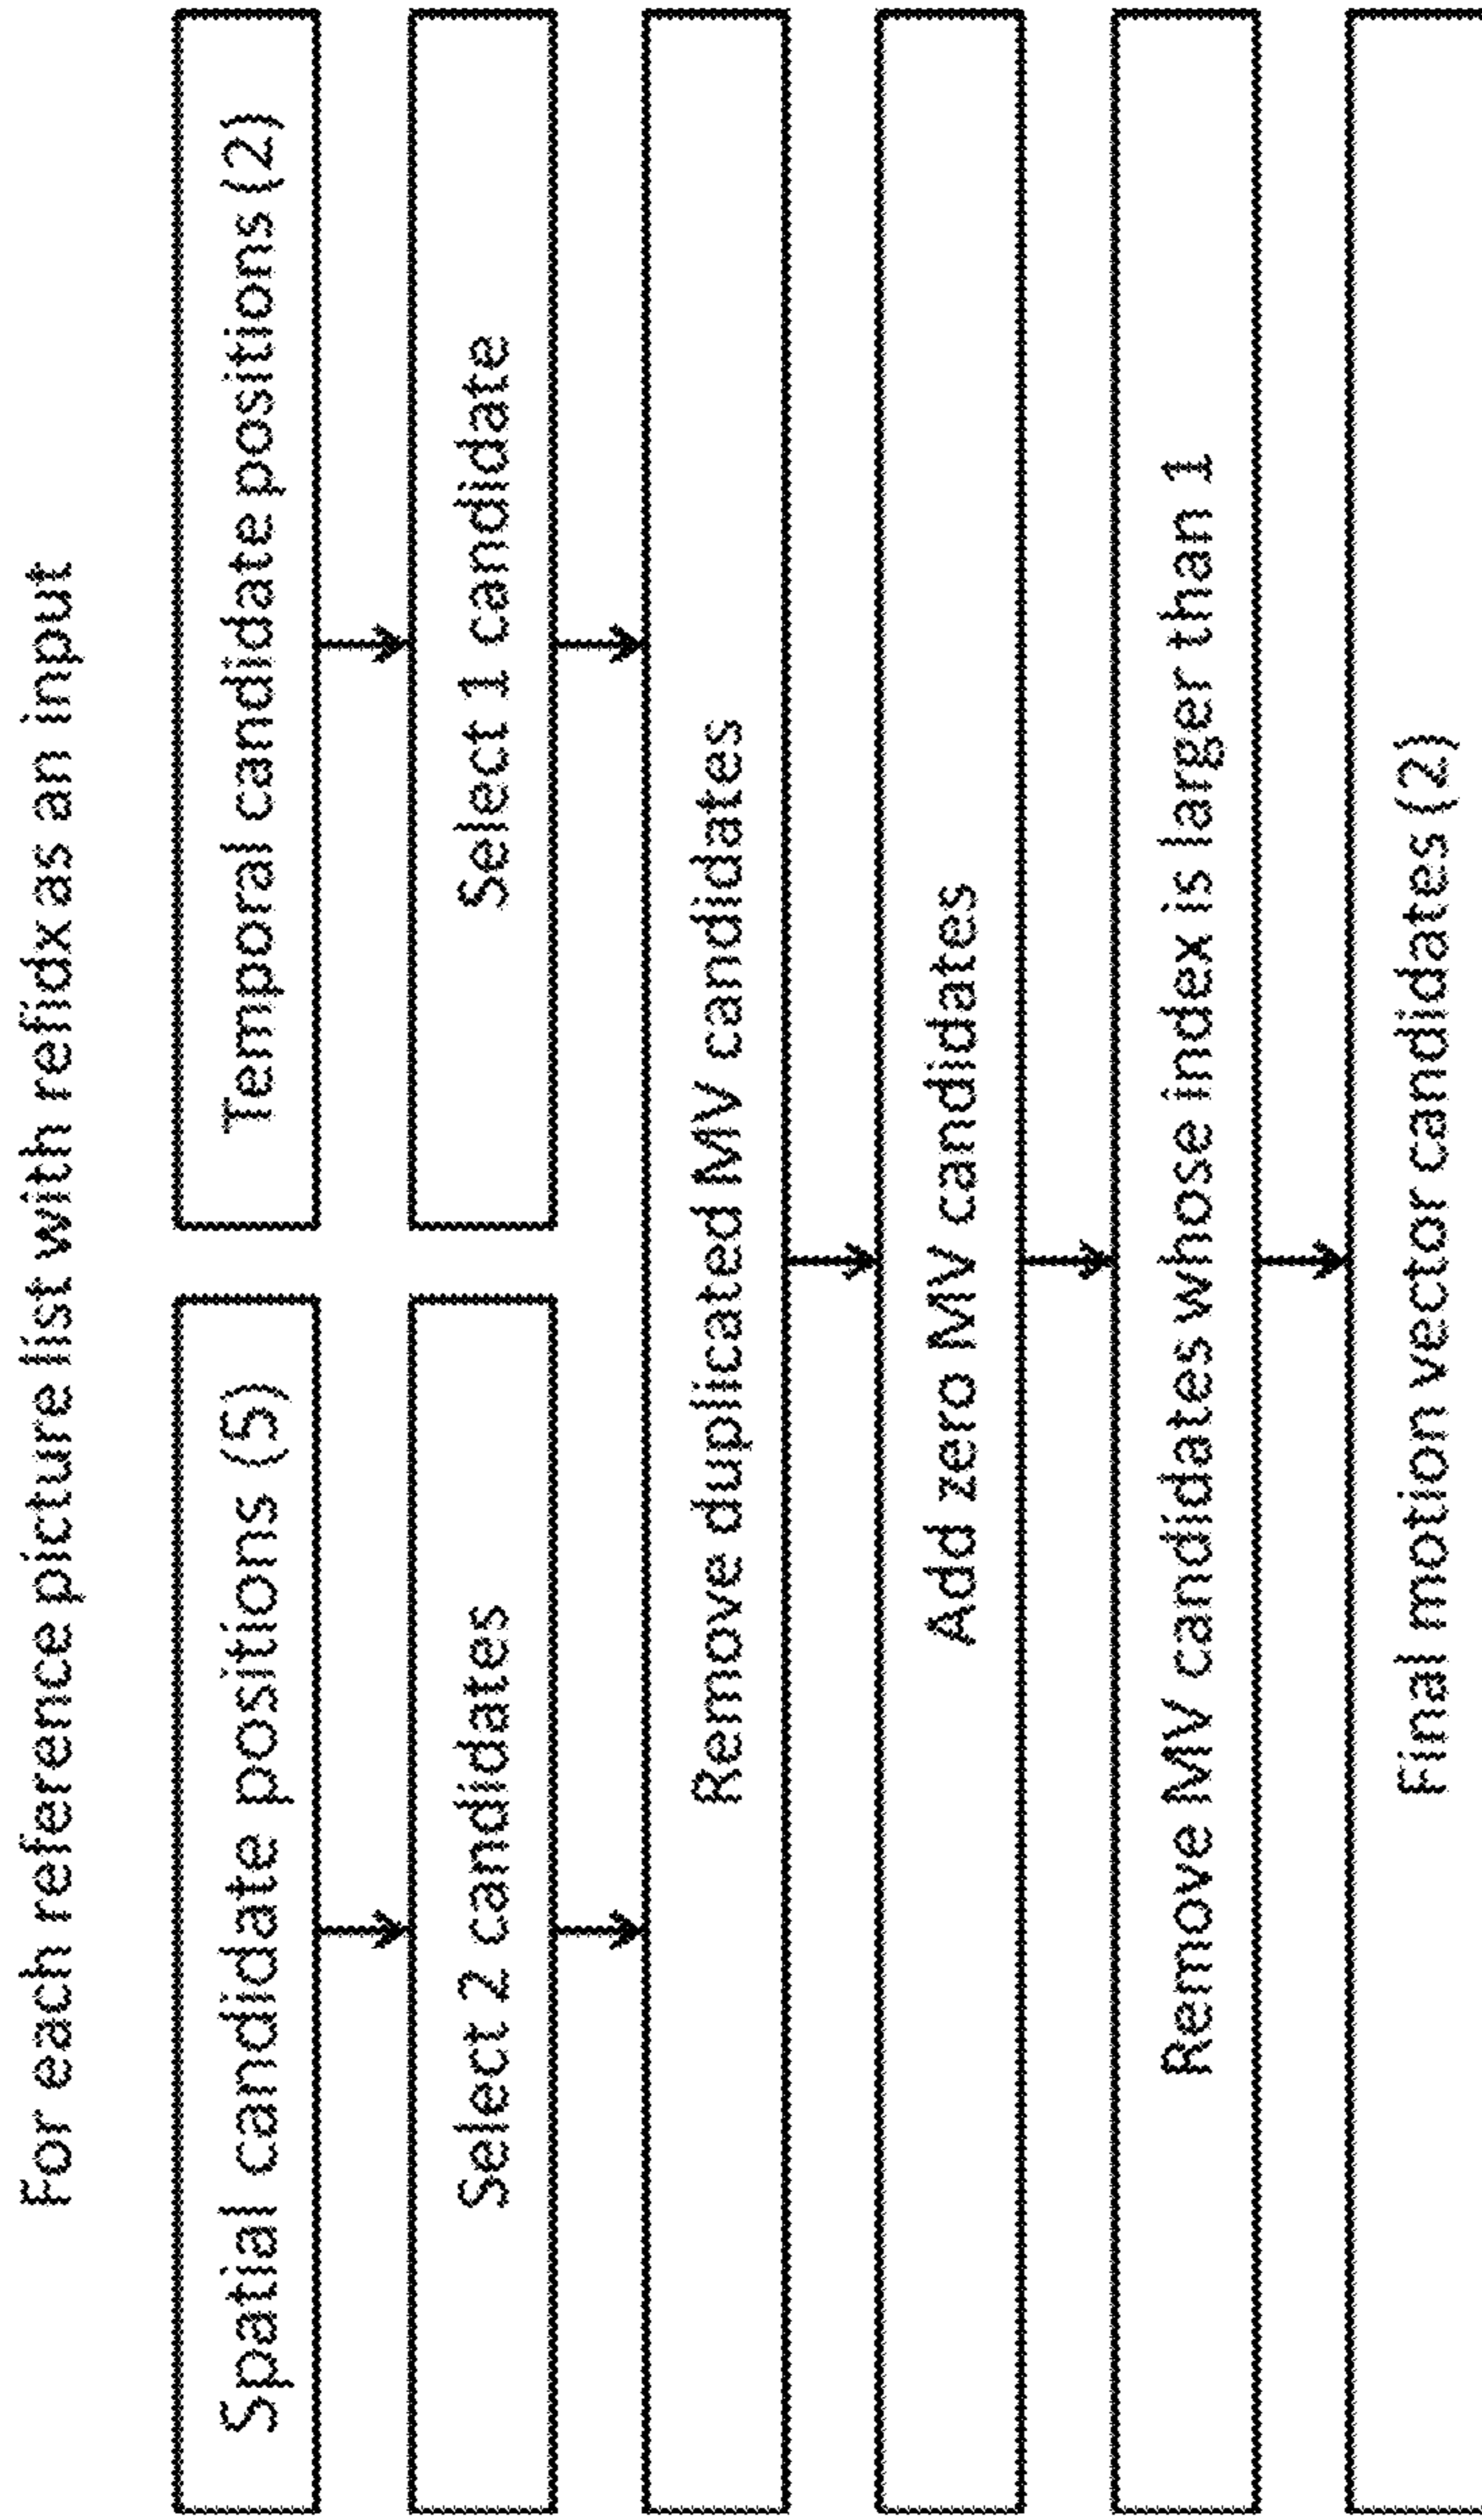 For each reference picture list with refidx as an input
Spatial candidate positions (5)
Temporal candidate positions (2)
Select 2 candidates
Select 1 candidate
Remove duplicated MV candidates
Add zero MV candidates
Remove MV candidates whose index is larger than 1
Final motion vector candidates (2)